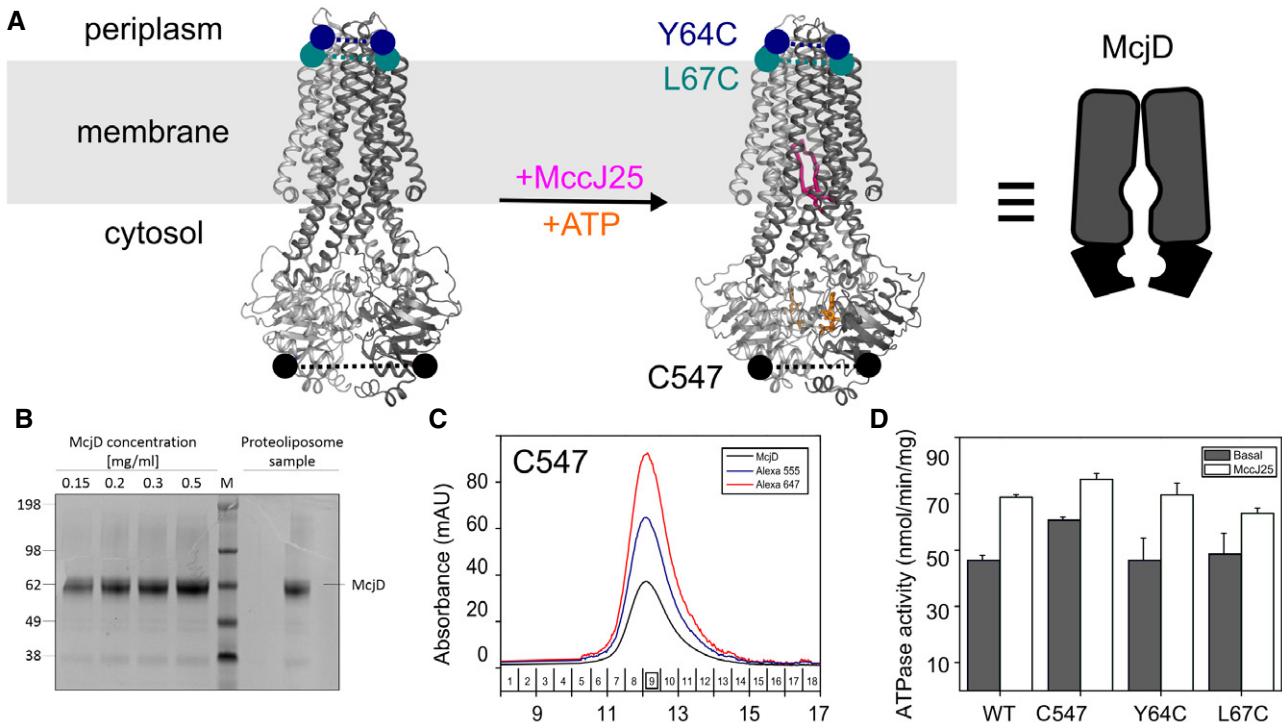 A
periplasm
membrane
cytosol
+MccJ25
+ATP
Y64C
L67C
C547
McjD
B
McjD concentration
[mg/ml]
Proteoliposome
sample
0.15 0.2 0.3 0.5 M
198
98
62
49
38
McjD
C
C547
McjD
Alexa 555
Alexa 647
Absorbance (mAU)
80
60
40
20
0
1 2 3 4 5 6 7 8 9 10 11 12 13 14 15 16 17 18
9 11 13 15 17
D
Basal
MccJ25
ATPase activity (nmol/min/mg)
90
70
50
30
10
WT C547 Y64C L67C